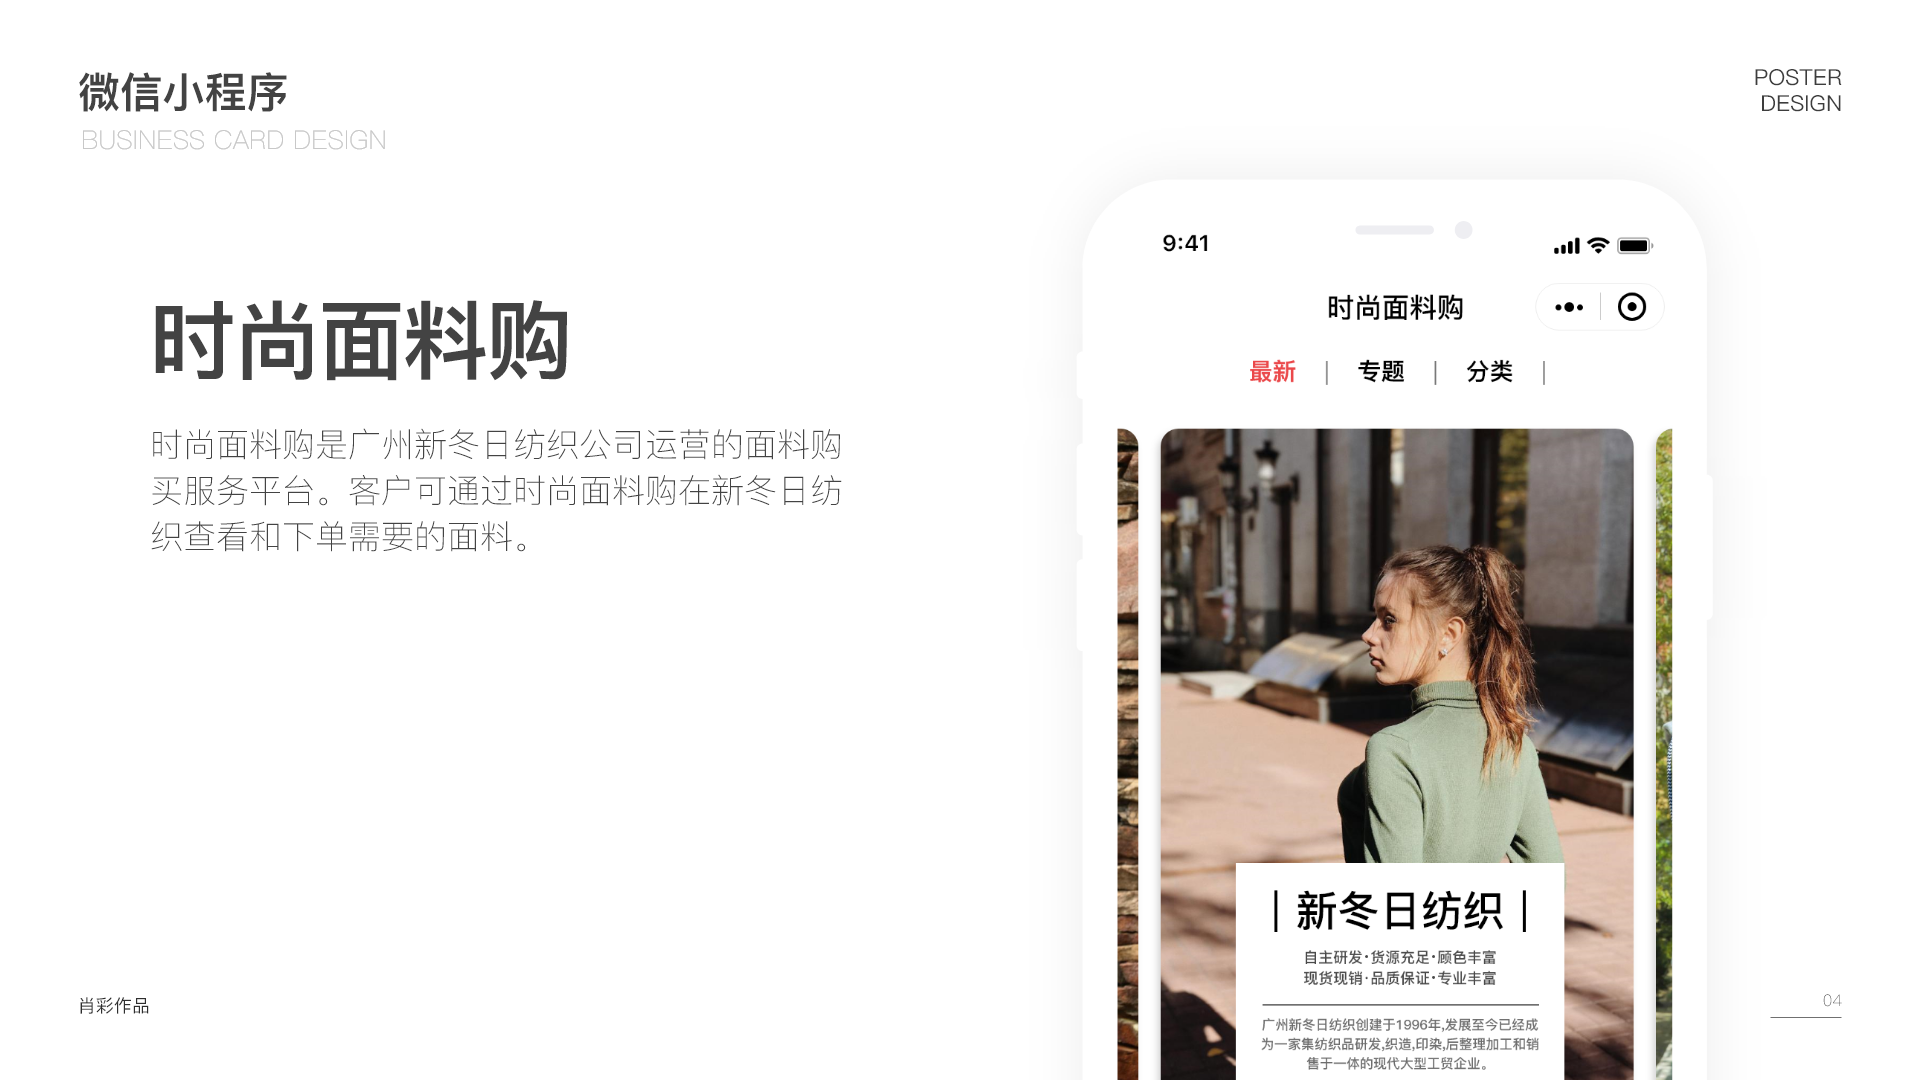 微信小程序
BUSINESS CARD DESIGN
POSTER
DESIGN
时尚面料购
时尚面料购是广州新冬日纺织公司运营的面料购
买服务平台。客户可通过时尚面料购在新冬日纺
织查看和下单需要的面料。
9:41
时尚面料购
最新 | 专题 | 分类 |
| 新冬日纺织 |
自主研发·货源充足·顾色丰富
现货现销·品质保证·专业丰富
广州新冬日纺织创建于1996年,发展至今已经成
为一家集纺织品研发,织造,印染,后整理加工和销
售于一体的现代大型工贸企业。
肖彩作品
04